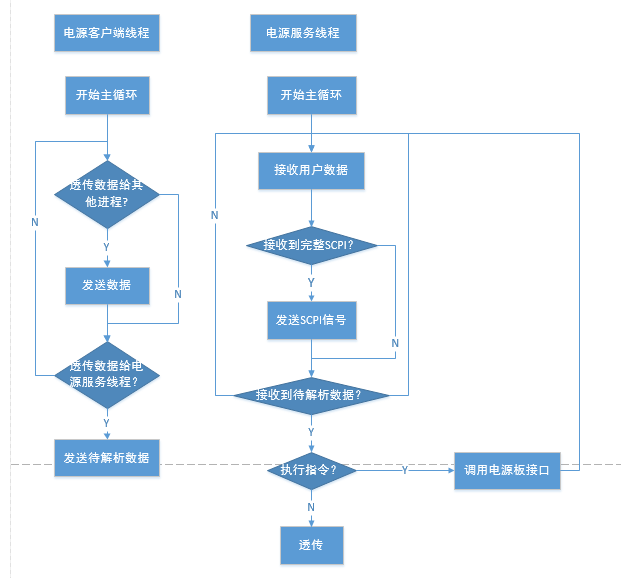 电源客户端线程
电源服务线程
开始主循环
开始主循环
透传数据给其
他进程?
接收用户数据
N
N
接收到完整SCPI?
Y
Y
发送数据
N
发送SCPI信号
N
透传数据给电
源服务线程?
接收到待解析数据?
Y
Y
发送待解析数据
执行指令?
Y
调用电源板接口
N
透传